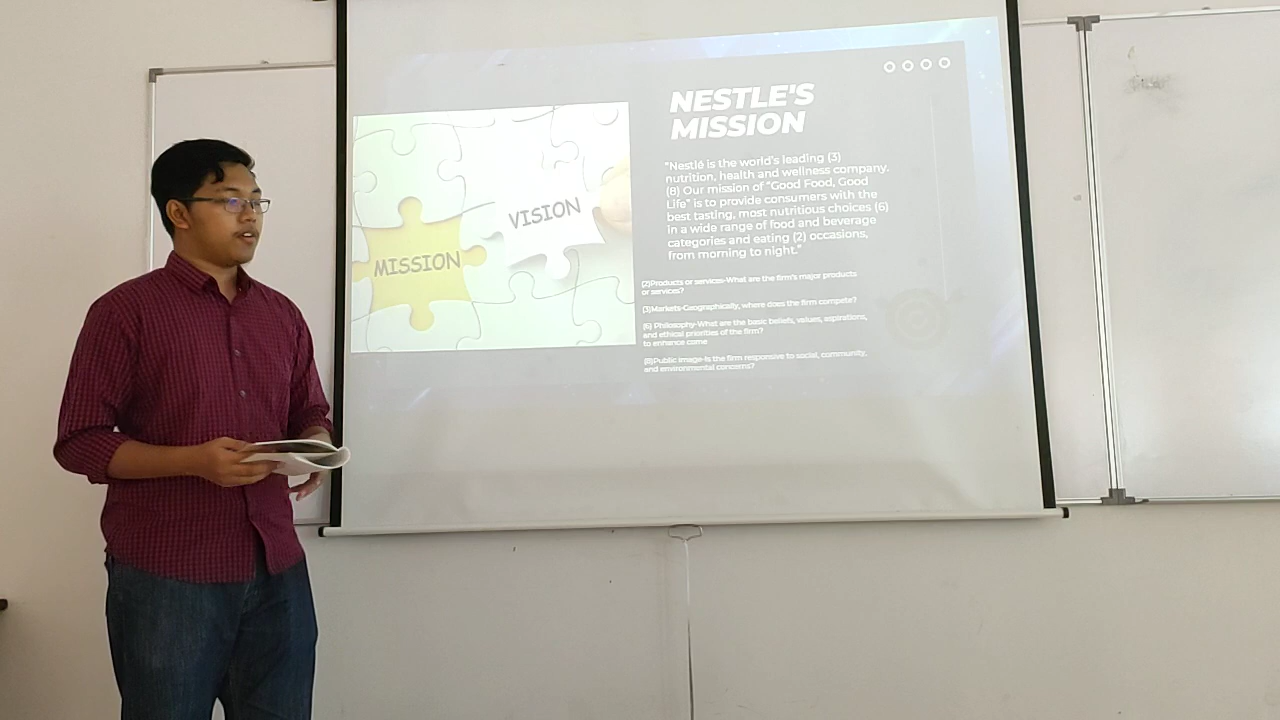 MISSION
VISION
NESTLE'S
MISSION
"Nestlé is the world's leading (3)
nutrition, health and wellness company.
(8) Our mission of "Good Food, Good
Life" is to provide consumers with the
best tasting, most nutritious choices (6)
in a wide range of food and beverage
categories and eating (2) occasions,
from morning to night."
(2)Products or services-What are the firm's major products
or services?
(3)Markets-Geographically, where does the firm compete?
(6) Philosophy-What are the basic beliefs, values, aspirations,
and ethical priorities of the firm?
to enhance come
(8)Public image-Is the firm responsive to social, community,
and environmental concerns?